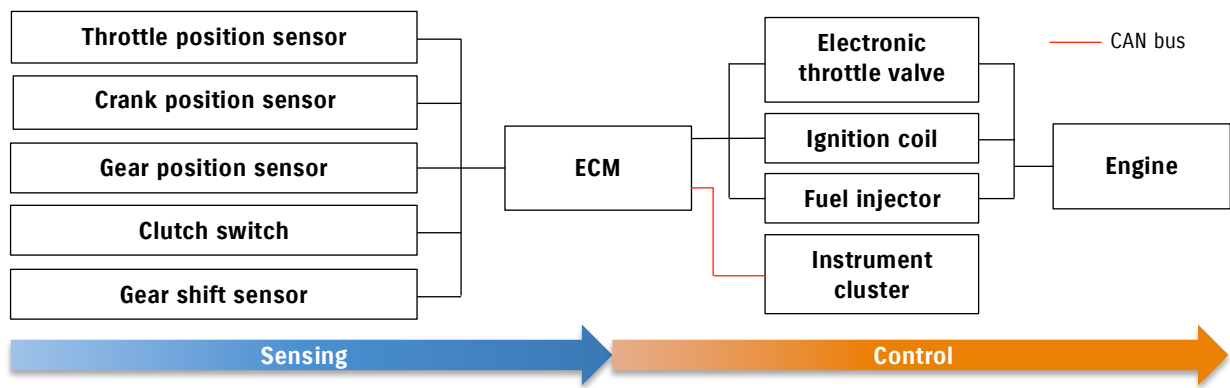 Throttle position sensor
Crank position sensor
Gear position sensor
Clutch switch
Gear shift sensor
ECM
Electronic
throttle valve
Ignition coil
Fuel injector
Instrument
cluster
Engine
CAN bus
Sensing
Control